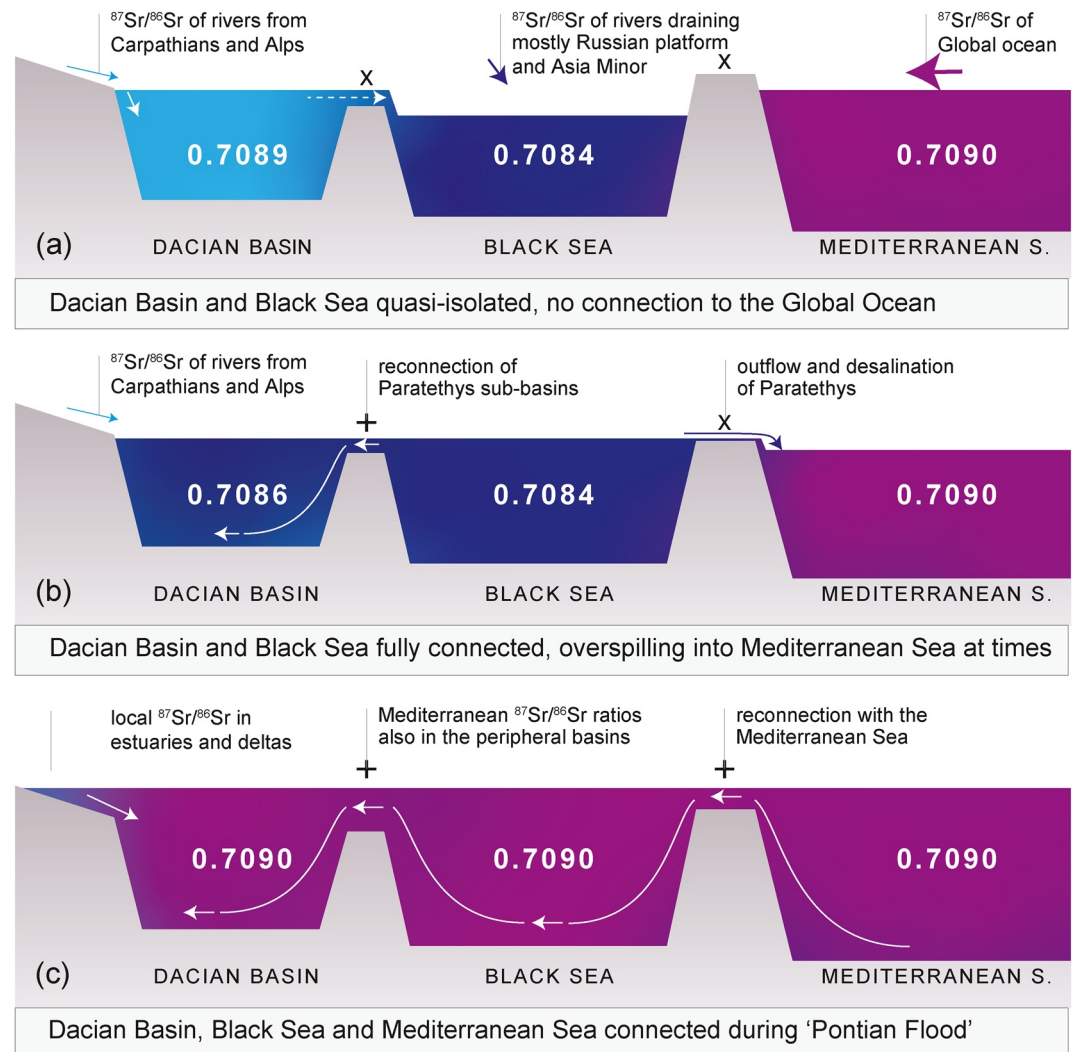 ⁸⁷Sr/⁸⁶Sr of rivers from
Carpathians and Alps
⁸⁷Sr/⁸⁶Sr of rivers draining
mostly Russian platform
and Asia Minor
⁸⁷Sr/⁸⁶Sr of
Global ocean
X
X
0.7089
0.7084
0.7090
(a)
DACIAN BASIN
BLACK SEA
MEDITERRANEAN S.
Dacian Basin and Black Sea quasi-isolated, no connection to the Global Ocean
⁸⁷Sr/⁸⁶Sr of rivers from
Carpathians and Alps
reconnection of
Paratethys sub-basins
outflow and desalination
of Paratethys
+
X
0.7086
0.7084
0.7090
(b)
DACIAN BASIN
BLACK SEA
MEDITERRANEAN S.
Dacian Basin and Black Sea fully connected, overspilling into Mediterranean Sea at times
local ⁸⁷Sr/⁸⁶Sr in
estuaries and deltas
Mediterranean ⁸⁷Sr/⁸⁶Sr ratios
also in the peripheral basins
reconnection with the
Mediterranean Sea
+
+
0.7090
0.7090
0.7090
(c)
DACIAN BASIN
BLACK SEA
MEDITERRANEAN S.
Dacian Basin, Black Sea and Mediterranean Sea connected during ‘Pontian Flood’